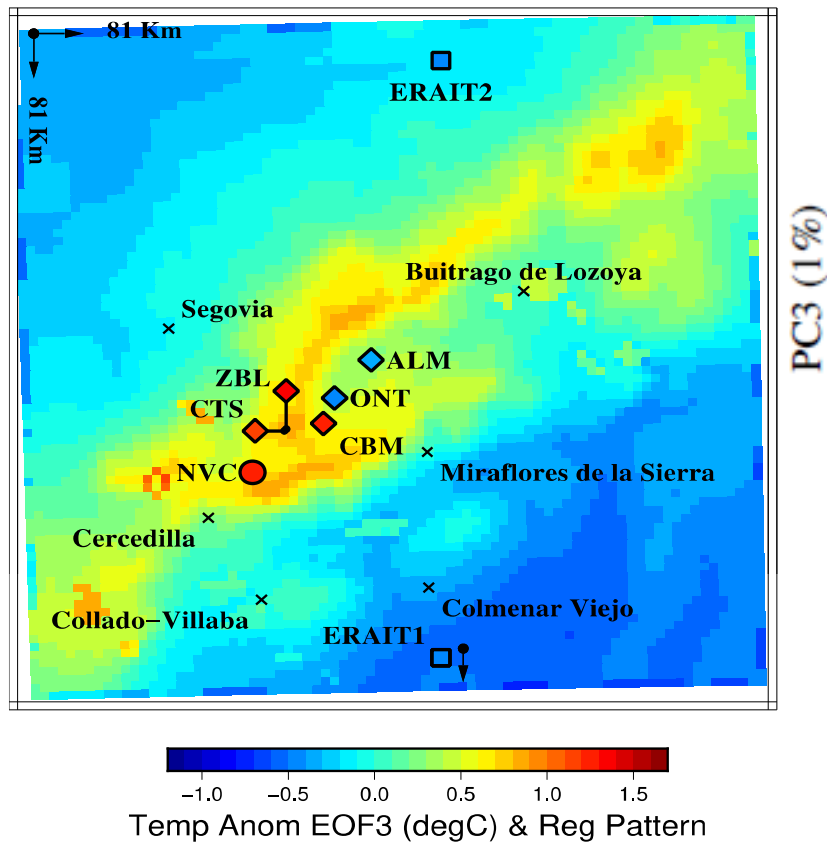 81 Km
81 Km
ERAIT2
PC3 (1%)
Buitrago de Lozoya
Segovia
ALM
ZBL
ONT
CTS
CBM
NVC
Miraflores de la Sierra
Cercedilla
Collado−Villaba
Colmenar Viejo
ERAIT1
−1.0 −0.5 0.0 0.5 1.0 1.5
Temp Anom EOF3 (degC) & Reg Pattern